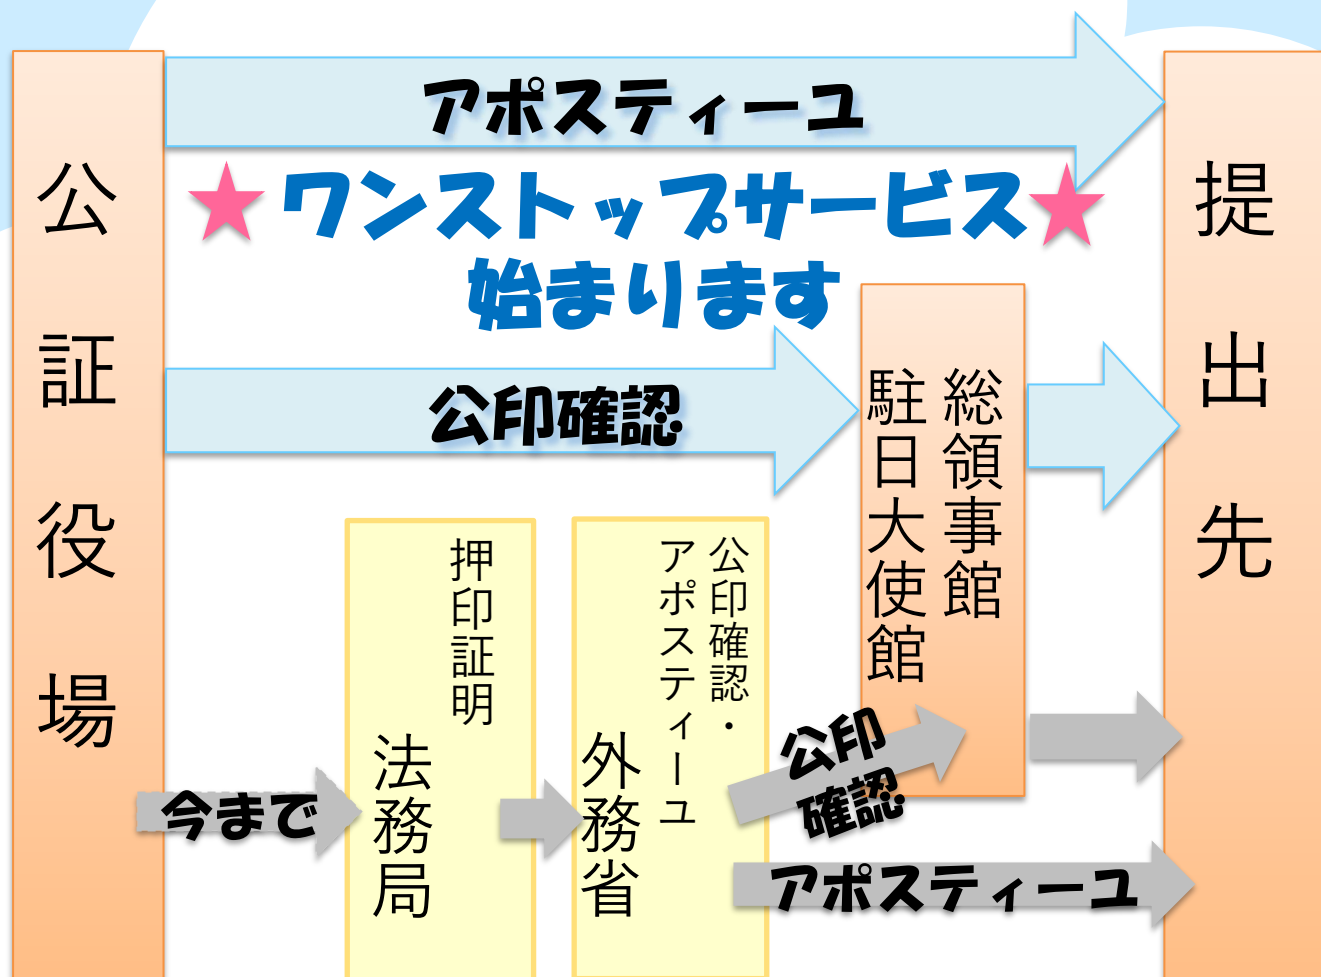 公証役場
アポスティーユ
★ワンストップサービス★
始まります
公印確認
総領事館
駐日大使館
提出先
今まで
押印証明
法務局
公印確認・
アポスティーユ
外務省
公印
確認
アポスティーユ